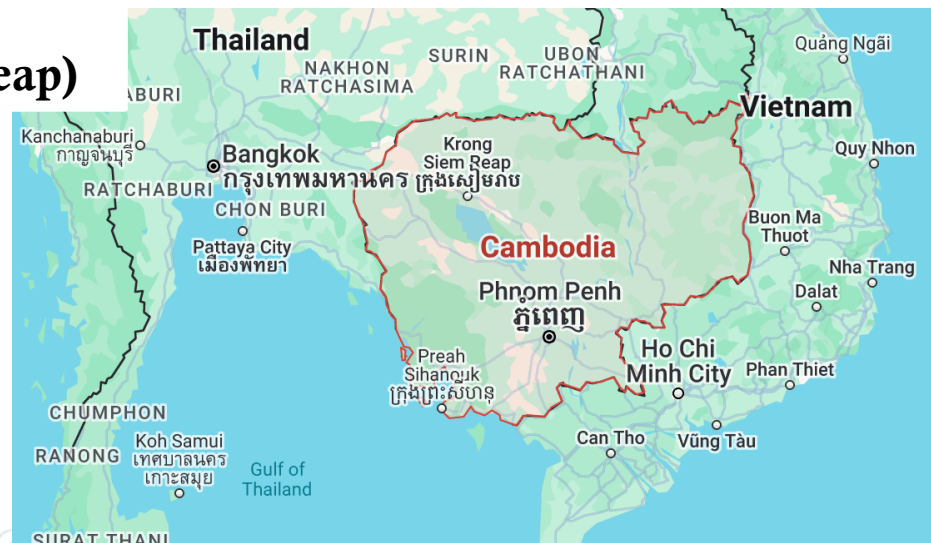 eap)
Thailand
NAKHON
RATCHASIMA
SURIN
UBON
RATCHATHANI
Quảng Ngãi
ABURI
Vietnam
Kanchanaburi
กาญจนบุรี
Bangkok
กรุงเทพมหานคร
Krong
Siem Reap
ក្រុងសៀមរាប
Quy Nhon
RATCHABURI
CHON BURI
Pattaya City
เมืองพัทยา
Buon Ma
Thuot
Cambodia
Nha Trang
Phnom Penh
ភ្នំពេញ
Dalat
Preah
Sihanouk
ក្រុងព្រះសីហនុ
Ho Chi
Minh City
Phan Thiet
CHUMPHON
RANONG
Koh Samui
เทศบาลนคร
เกาะสมุย
Gulf of
Thailand
Can Tho
Vũng Tàu
SURAT THANI